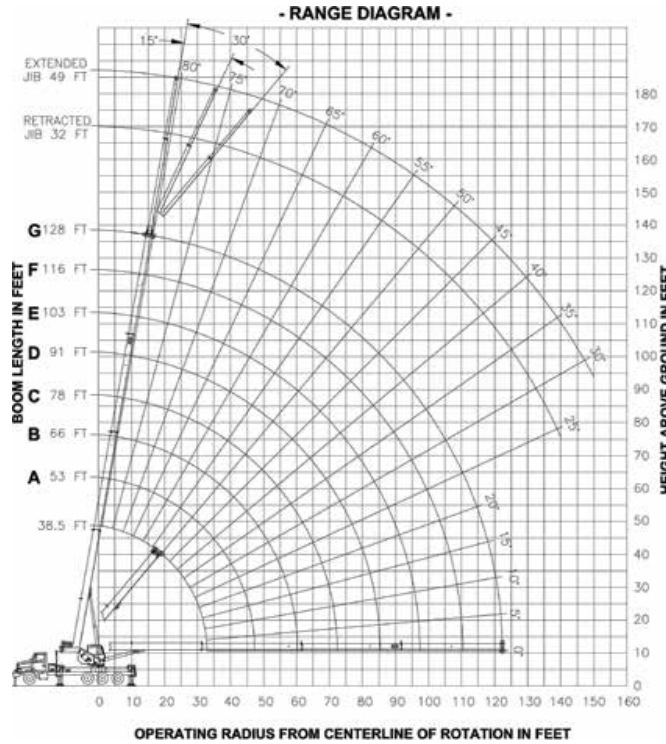 - RANGE DIAGRAM -
15° 30°
EXTENDED
JIB 49 FT
80° 75° 70° 65° 60° 55° 50° 45° 40° 35° 30° 25° 20° 15° 10° 5° 0°
RETRACTED
JIB 32 FT
G 128 FT
F 116 FT
E 103 FT
D 91 FT
C 78 FT
B 66 FT
A 53 FT
38.5 FT
BOOM LENGTH IN FEET
180
170
160
150
140
130
120
110
100
90
80
70
60
50
40
30
20
10
0
HEIGHT ABOVE GROUND IN FEET
0 10 20 30 40 50 60 70 80 90 100 110 120 130 140 150 160
OPERATING RADIUS FROM CENTERLINE OF ROTATION IN FEET